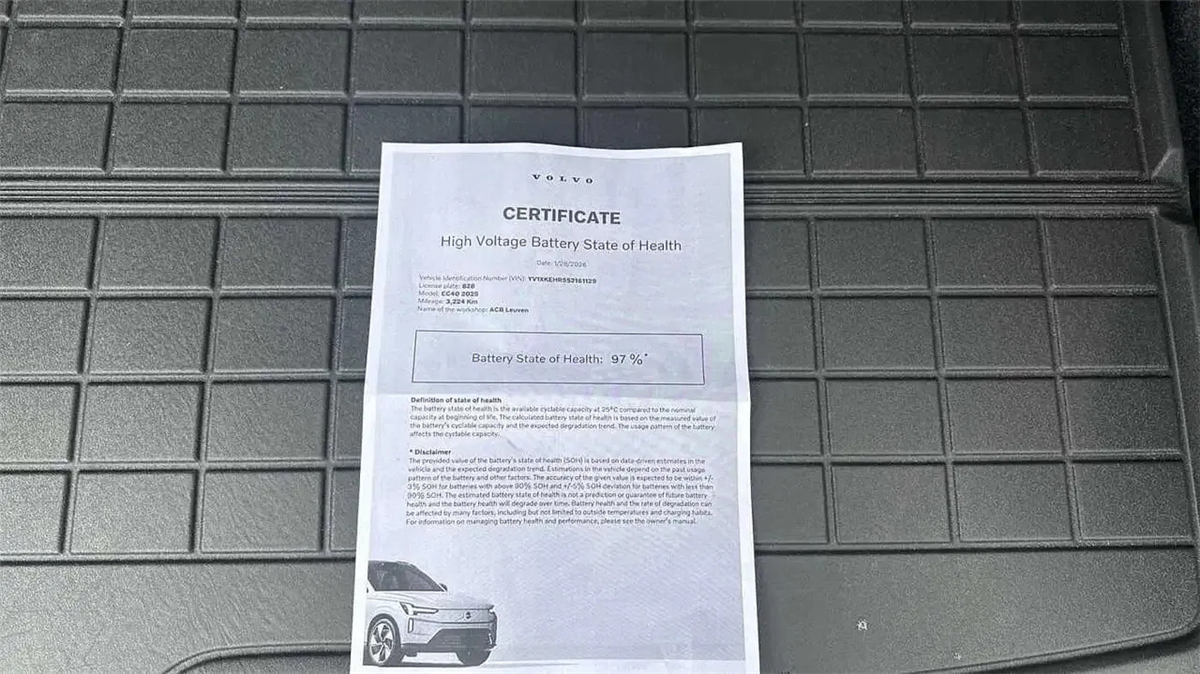 VOLVO
CERTIFICATE
High Voltage Battery State of Health
Date: 1/28/2026
Vehicle Identification Number (VIN): YV1XKEHR5S2161129
License plate: 828
Model: EC40 2025
Mileage: 3,224 Km
Name of the workshop: ACB Leuven
Battery State of Health: 97 %*
Definition of state of health
The battery state of health is the available cyclable capacity at 25°C compared to the nominal
capacity at beginning of life. The calculated battery state of health is based on the measured value of
the battery's cyclable capacity and the expected degradation trend. The usage pattern of the battery
affects the cyclable capacity.
* Disclaimer
The provided value of the battery's state of health (SOH) is based on data-driven estimates in the
vehicle and the expected degradation trend. Estimations in the vehicle depend on the past usage
pattern of the battery and other factors. The accuracy of the given value is expected to be within +/-
3% SOH for batteries with above 90% SOH and +/-5% SOH deviation for batteries with less than
90% SOH. The estimated battery state of health is not a prediction or guarantee of future battery
health and the battery health will degrade over time. Battery health and the rate of degradation can
be affected by many factors, including but not limited to outside temperatures and charging habits.
For information on managing battery health and performance, please see the owner's manual.